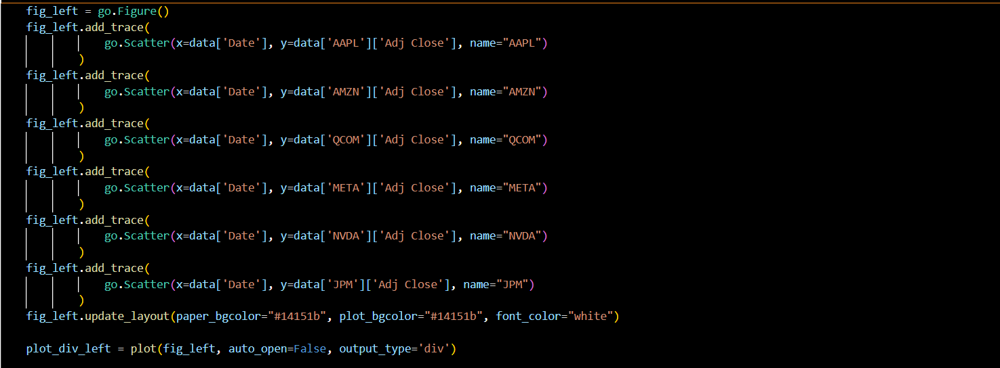 fig_left = go.Figure()
fig_left.add_trace(
            go.Scatter(x=data['Date'], y=data['AAPL']['Adj Close'], name="AAPL")
        )
fig_left.add_trace(
            go.Scatter(x=data['Date'], y=data['AMZN']['Adj Close'], name="AMZN")
        )
fig_left.add_trace(
            go.Scatter(x=data['Date'], y=data['QCOM']['Adj Close'], name="QCOM")
        )
fig_left.add_trace(
            go.Scatter(x=data['Date'], y=data['META']['Adj Close'], name="META")
        )
fig_left.add_trace(
            go.Scatter(x=data['Date'], y=data['NVDA']['Adj Close'], name="NVDA")
        )
fig_left.add_trace(
            go.Scatter(x=data['Date'], y=data['JPM']['Adj Close'], name="JPM")
        )
fig_left.update_layout(paper_bgcolor="#14151b", plot_bgcolor="#14151b", font_color="white")
plot_div_left = plot(fig_left, auto_open=False, output_type='div')